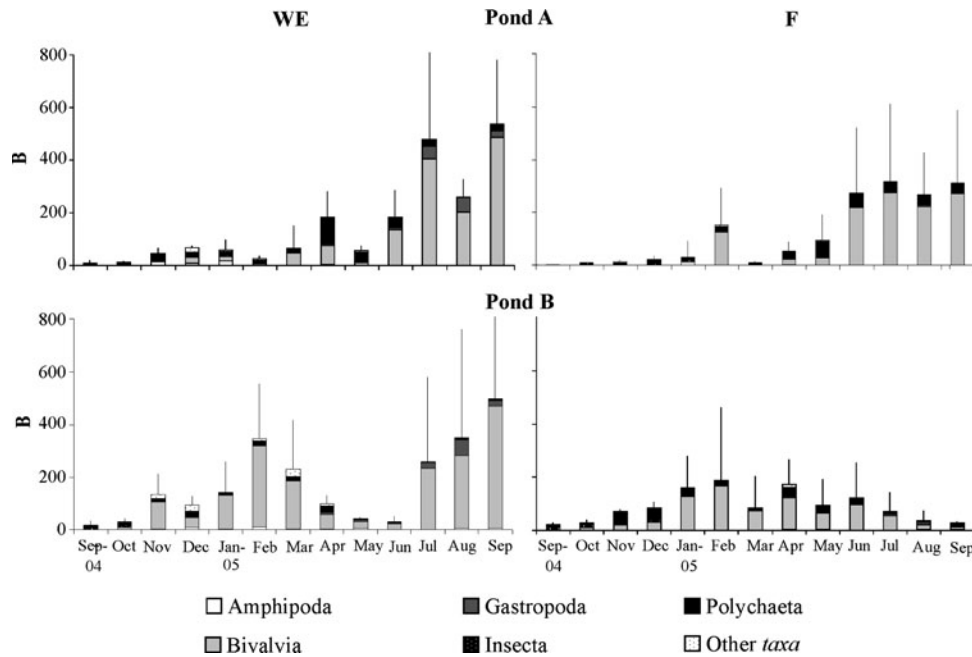 WE Pond A F
800
600
400
200
0
B
Pond B
800
600
400
200
0
B
Sep- Oct Nov Dec Jan- Feb Mar Apr May Jun Jul Aug Sep Sep- Oct Nov Dec Jan- Feb Mar Apr May Jun Jul Aug Sep
04 05 04 05
Amphipoda Gastropoda Polychaeta
Bivalvia Insecta Other taxa